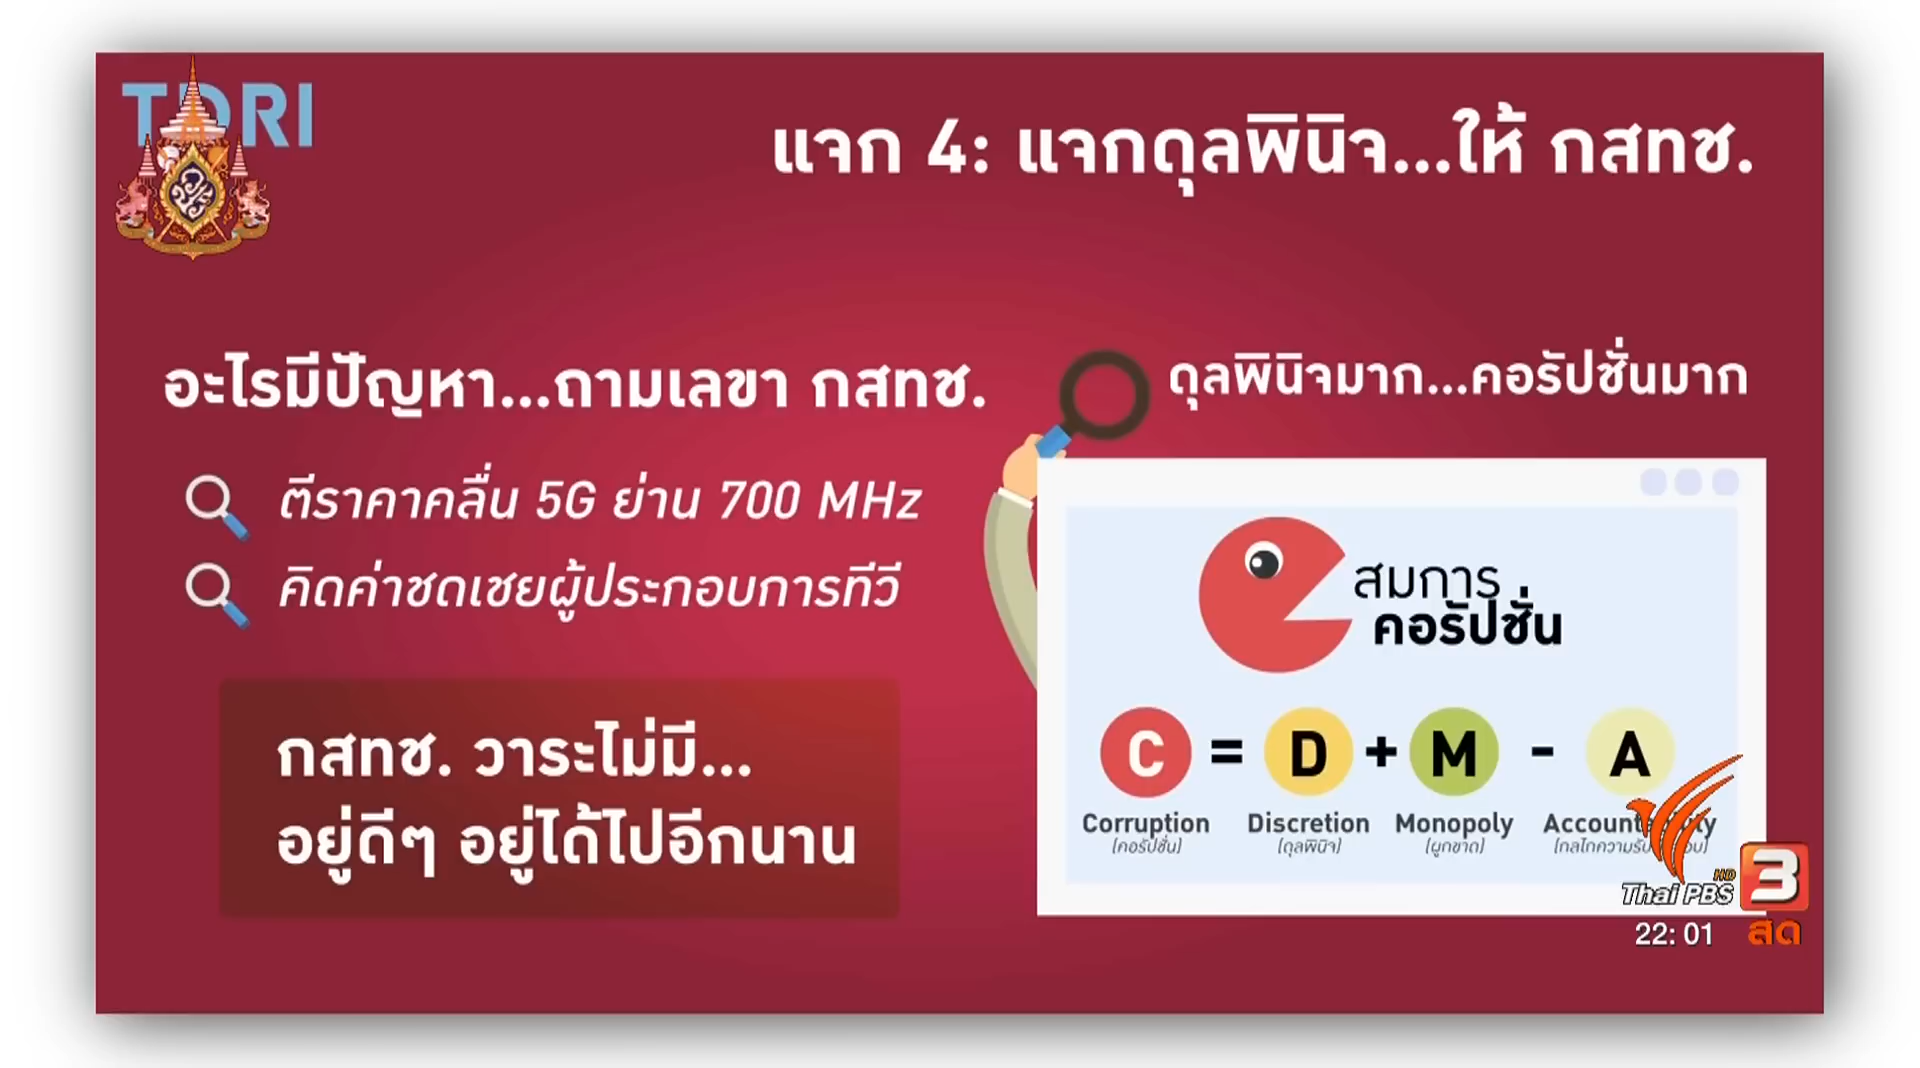 TDRI
แจก 4: แจกดุลพินิจ...ให้ กสทช.
อะไรมีปัญหา...ถามเลขา กสทช.
ตีราคาคลื่น 5G ย่าน 700 MHz
คิดค่าชดเชยผู้ประกอบการทีวี
กสทช. วาระไม่มี...
อยู่ดีๆ อยู่ได้ไปอีกนาน
ดุลพินิจมาก...คอรัปชั่นมาก
สมการ
คอรัปชั่น
C = D + M - A
Corruption Discretion Monopoly
(คอรัปชั่น) (ดุลพินิจ) (ผูกขาด)
Thai PBS HD 3
22: 01 สด